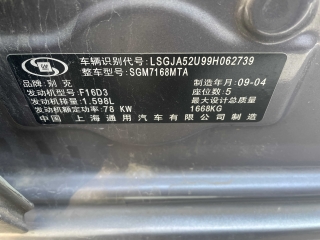 车辆识别代号: LSGJA52U99H062739
整车型号: SGM7168MTA
品牌: 别克 制造年月 09-04
发动机型号: F16D3 座位数: 5
发动机排量: 1.598L 最大设计总质量
发动机额定功率: 78 KW 1668KG
中国 上海通用汽车有限公司制造